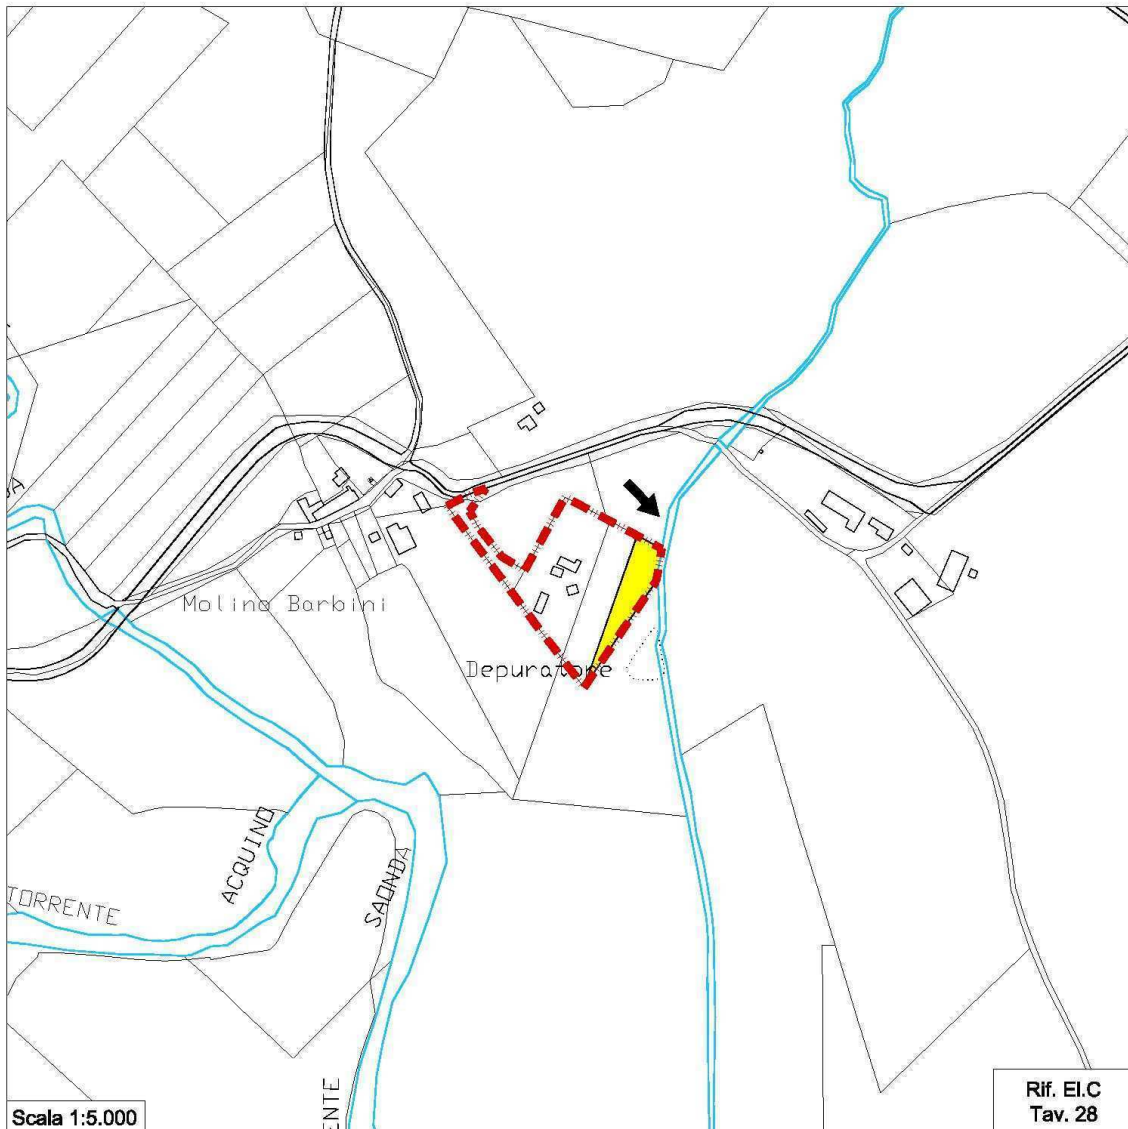 Molino Barbini
Depuratore
ACQUINO
TORRENTE
SAONDA
ENTE
Scala 1:5.000
Rif. El.C
Tav. 28